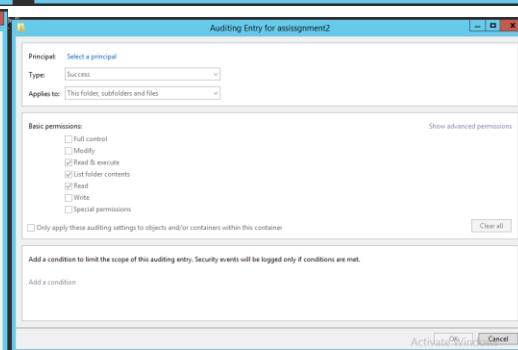 Auditing Entry for assissgnment2
Principal: Select a principal
Type: Success
Applies to: This folder, subfolders and files
Basic permissions: Show advanced permissions
Full control
Modify
Read & execute
List folder contents
Read
Write
Special permissions
Only apply these auditing settings to objects and/or containers within this container
Clear all
Add a condition to limit the scope of this auditing entry. Security events will be logged only if conditions are met.
Add a condition
OK Cancel
Activate Windows